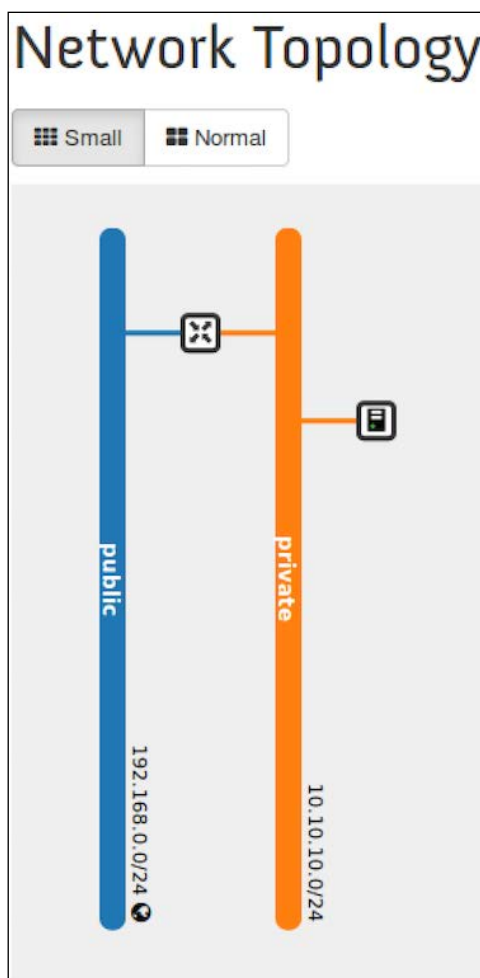 Network Topology
Small
Normal
public
192.168.0.0/24
private
10.10.10.0/24